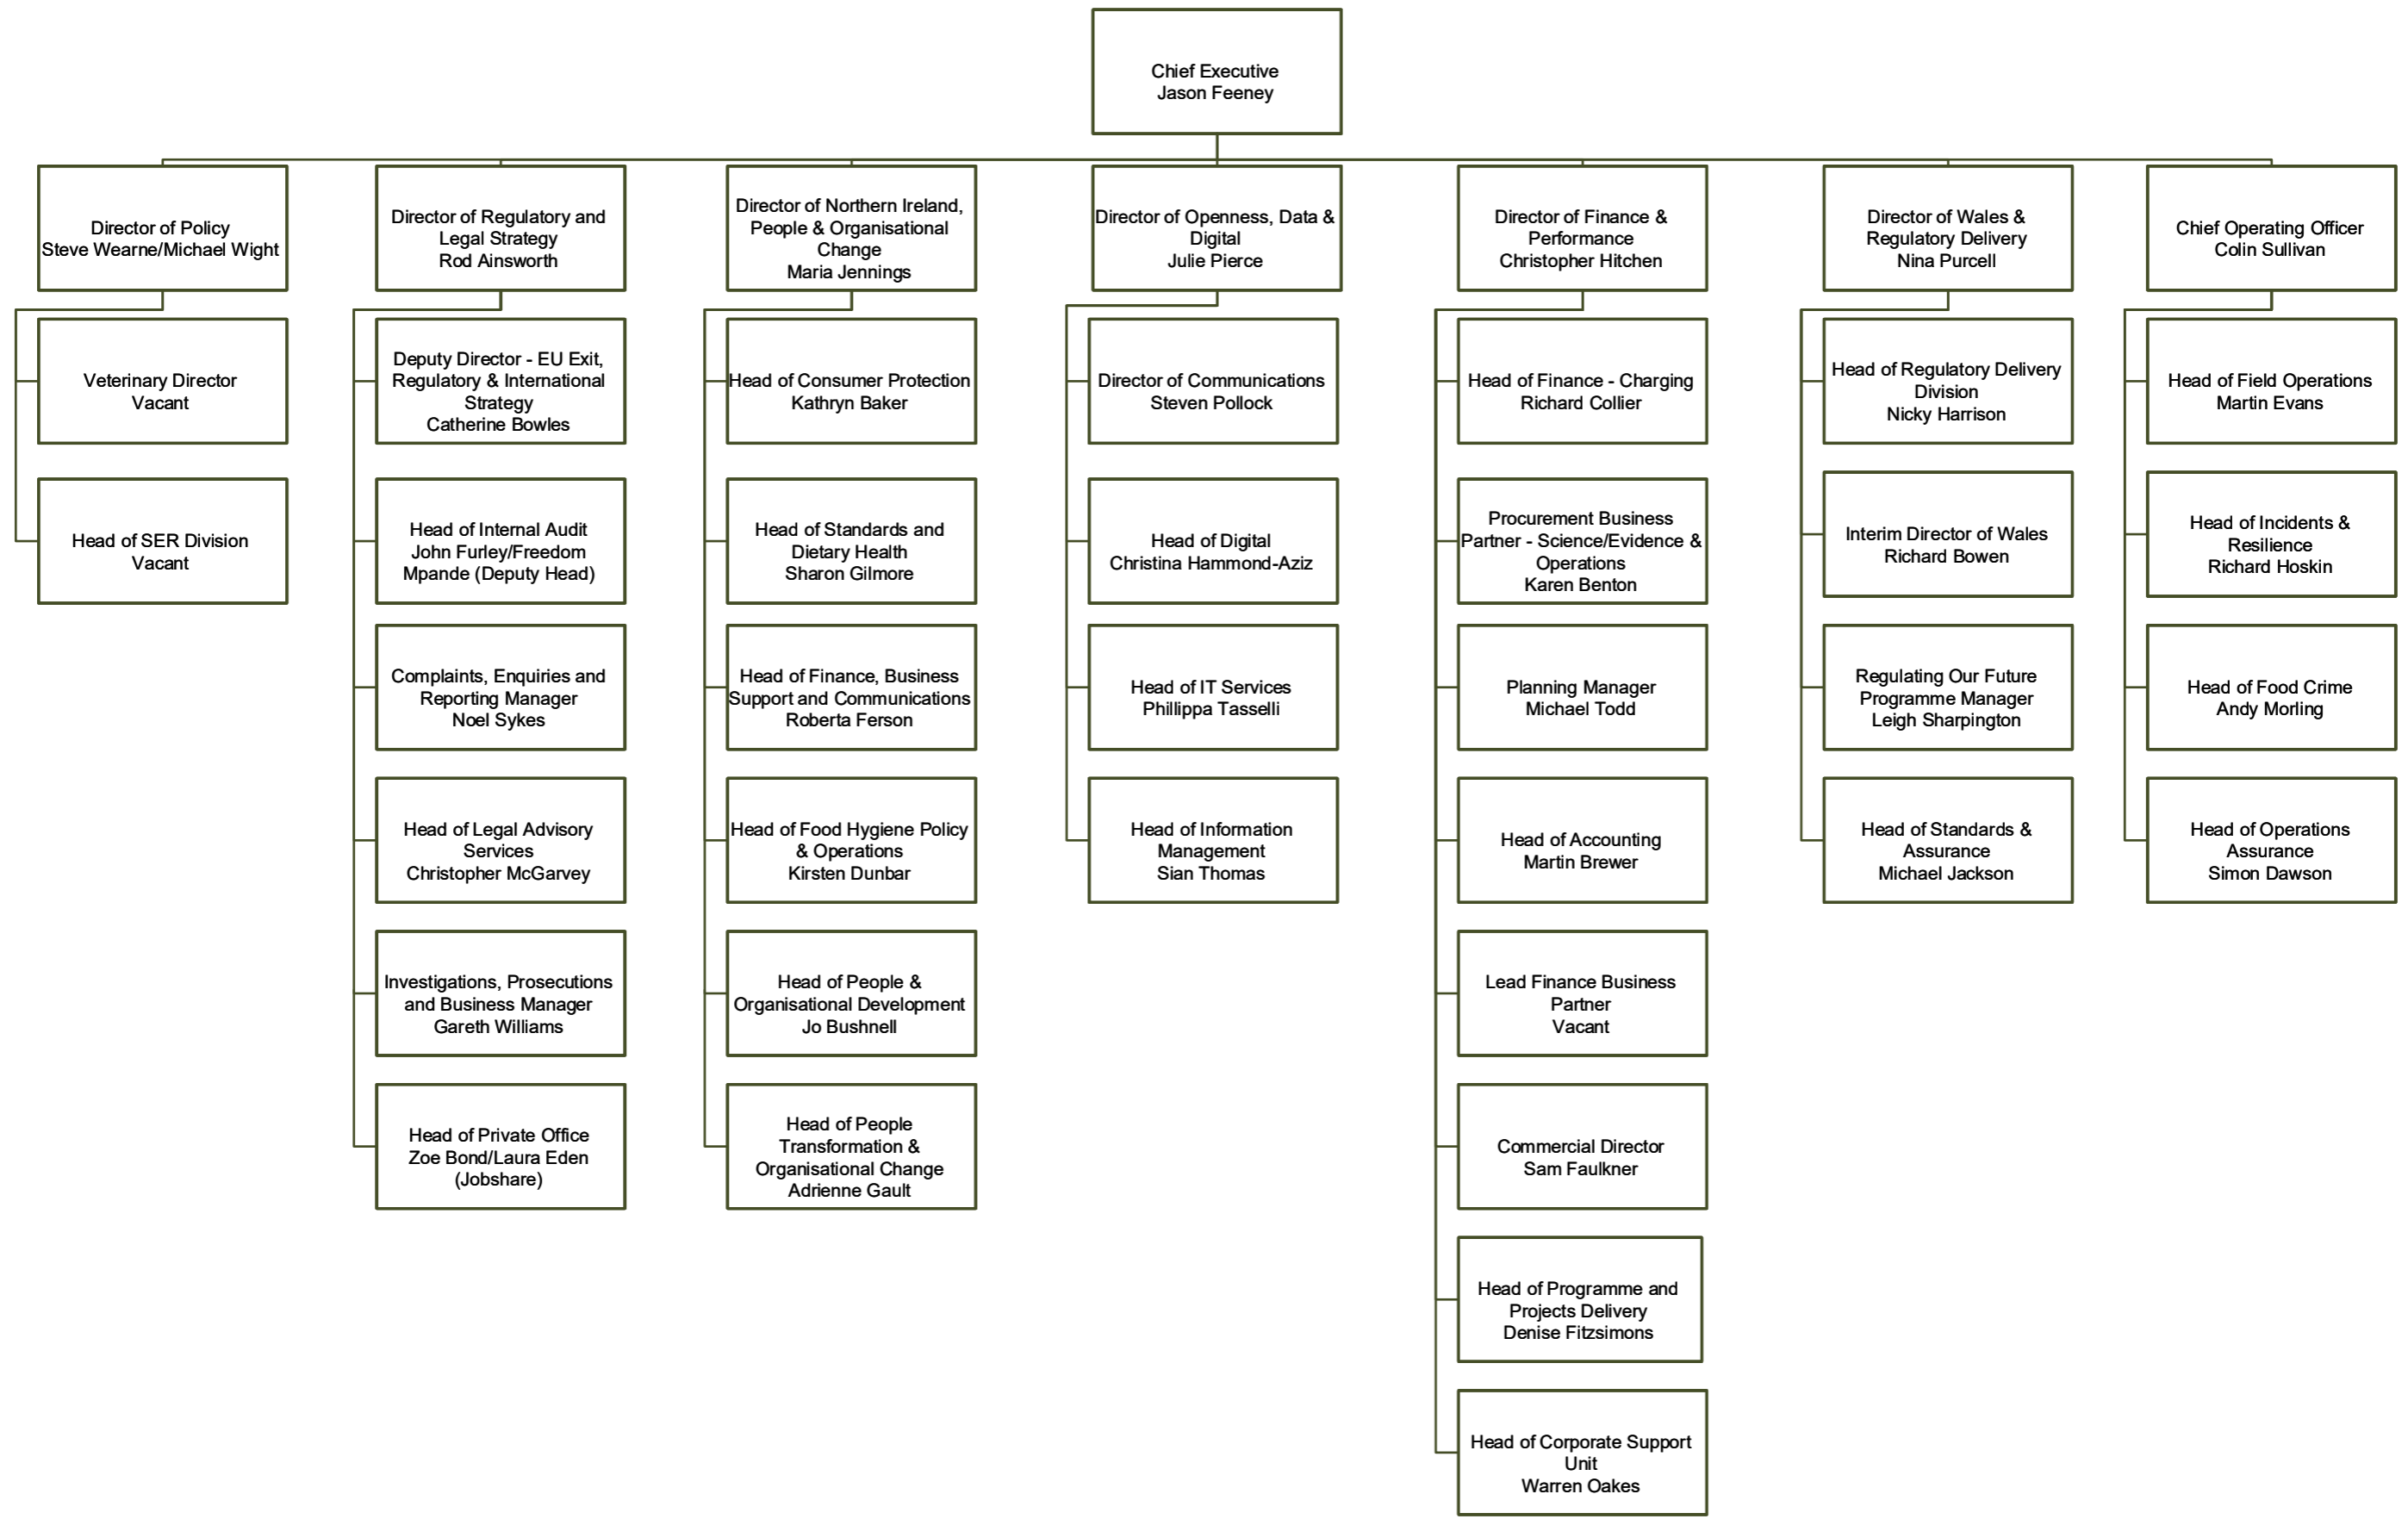 Chief Executive
Jason Feeney
Director of Policy
Steve Wearne/Michael Wight
Director of Regulatory and
Legal Strategy
Rod Ainsworth
Director of Northern Ireland,
People & Organisational
Change
Maria Jennings
Director of Openness, Data &
Digital
Julie Pierce
Director of Finance &
Performance
Christopher Hitchen
Director of Wales &
Regulatory Delivery
Nina Purcell
Chief Operating Officer
Colin Sullivan
Veterinary Director
Vacant
Head of SER Division
Vacant
Deputy Director - EU Exit,
Regulatory & International
Strategy
Catherine Bowles
Head of Internal Audit
John Furley/Freedom
Mpande (Deputy Head)
Complaints, Enquiries and
Reporting Manager
Noel Sykes
Head of Legal Advisory
Services
Christopher McGarvey
Investigations, Prosecutions
and Business Manager
Gareth Williams
Head of Private Office
Zoe Bond/Laura Eden
(Jobshare)
Head of Consumer Protection
Kathryn Baker
Head of Standards and
Dietary Health
Sharon Gilmore
Head of Finance, Business
Support and Communications
Roberta Ferson
Head of Food Hygiene Policy
& Operations
Kirsten Dunbar
Head of People &
Organisational Development
Jo Bushnell
Head of People
Transformation &
Organisational Change
Adrienne Gault
Director of Communications
Steven Pollock
Head of Digital
Christina Hammond-Aziz
Head of IT Services
Phillippa Tasselli
Head of Information
Management
Sian Thomas
Head of Finance - Charging
Richard Collier
Procurement Business
Partner - Science/Evidence &
Operations
Karen Benton
Planning Manager
Michael Todd
Head of Accounting
Martin Brewer
Lead Finance Business
Partner
Vacant
Commercial Director
Sam Faulkner
Head of Programme and
Projects Delivery
Denise Fitzsimons
Head of Corporate Support
Unit
Warren Oakes
Head of Regulatory Delivery
Division
Nicky Harrison
Interim Director of Wales
Richard Bowen
Regulating Our Future
Programme Manager
Leigh Sharpington
Head of Standards &
Assurance
Michael Jackson
Head of Field Operations
Martin Evans
Head of Incidents &
Resilience
Richard Hoskin
Head of Food Crime
Andy Morling
Head of Operations
Assurance
Simon Dawson